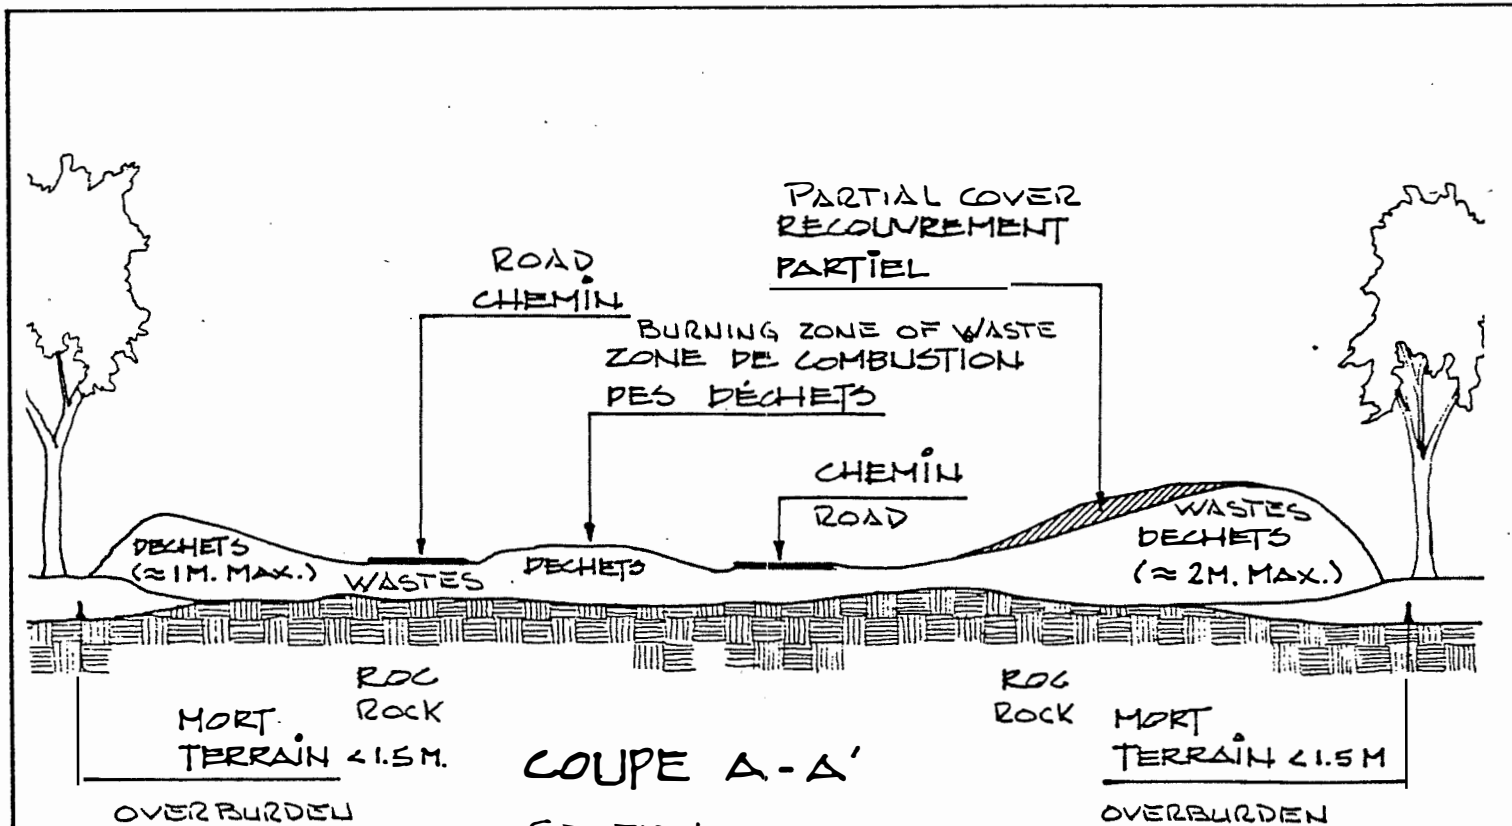 PARTIAL COVER
RECOUVREMENT
PARTIEL
ROAD
CHEMIN
BURNING ZONE OF WASTE
ZONE DE COMBUSTION
DES DÉCHETS
CHEMIN
ROAD
DECHETS
(≈ 1M. MAX.)
WASTES
DECHETS
WASTES
DECHETS
(≈ 2M. MAX.)
ROC
ROCK
ROC
ROCK
MORT
TERRAIN < 1.5 M.
OVERBURDEN
MORT
TERRAIN < 1.5 M
OVERBURDEN
COUPE A-A'